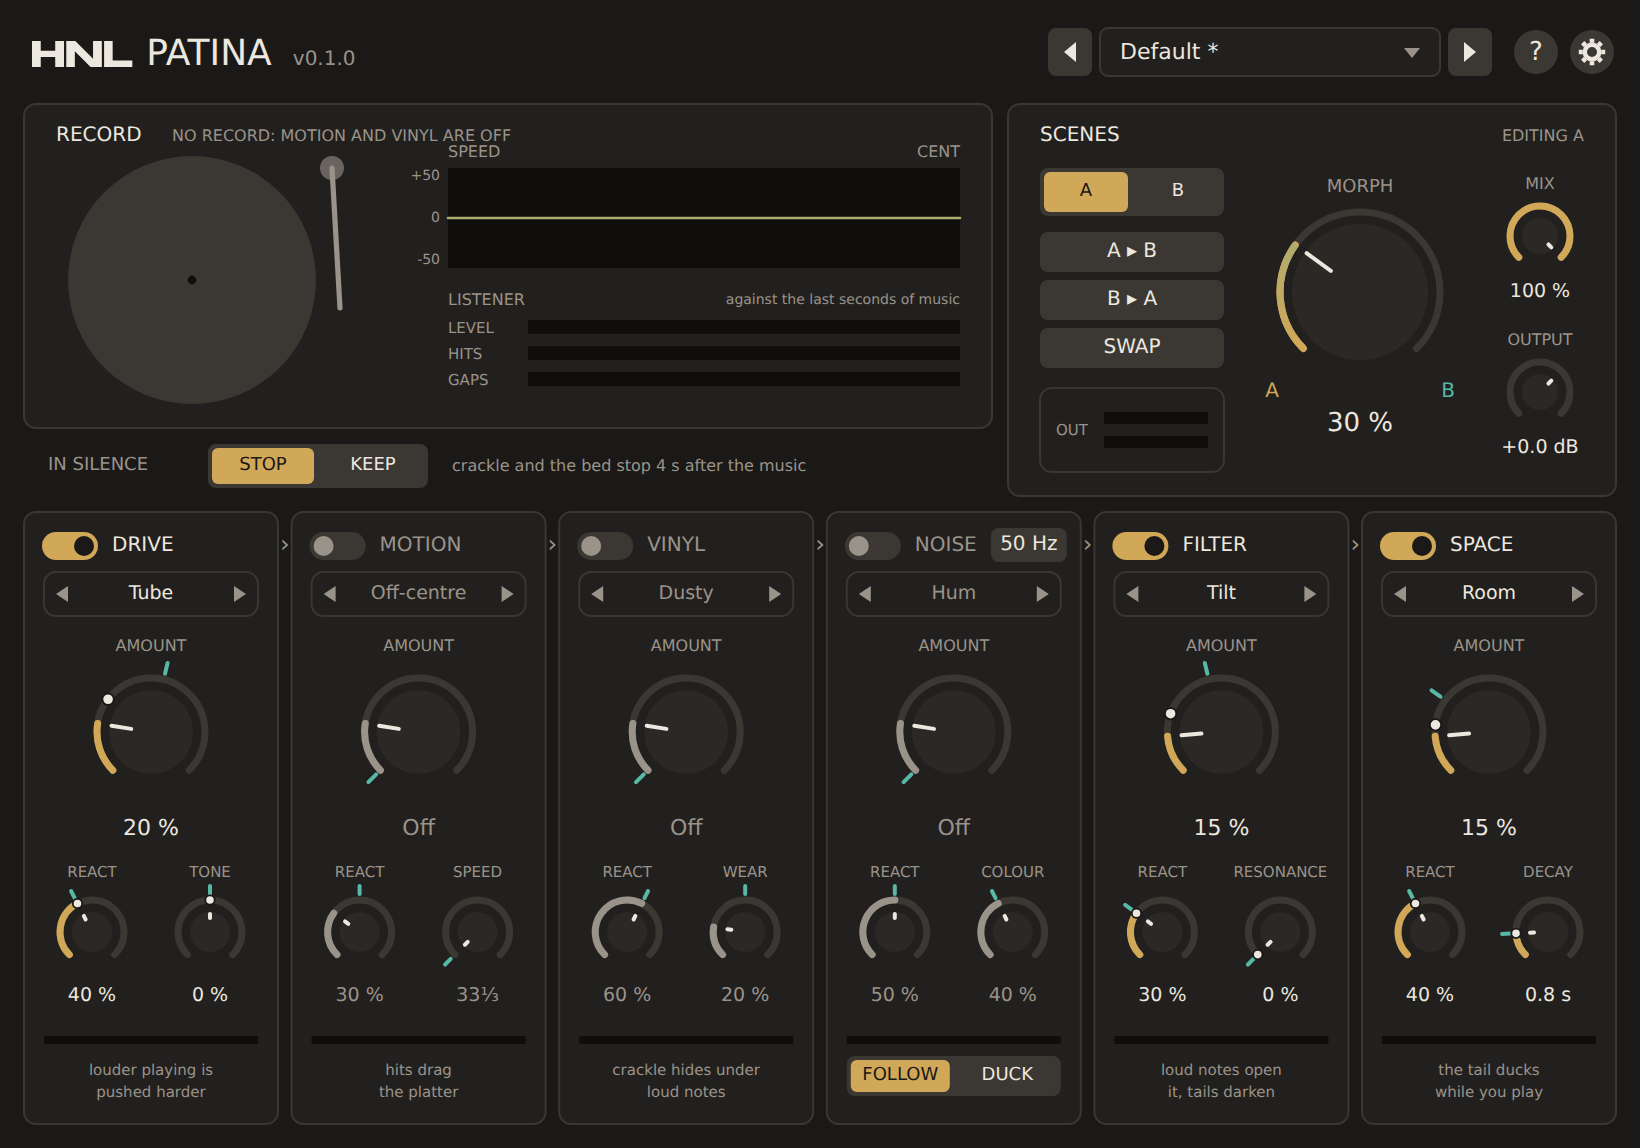 HNL PATINA v0.1.0
Default *
?
RECORD NO RECORD: MOTION AND VINYL ARE OFF
SPEED CENT
+50
0
-50
LISTENER against the last seconds of music
LEVEL
HITS
GAPS
IN SILENCE STOP KEEP crackle and the bed stop 4 s after the music
SCENES EDITING A
A B
A ▸ B
B ▸ A
SWAP
OUT
MORPH
A B
30 %
MIX
100 %
OUTPUT
+0.0 dB
DRIVE
Tube
AMOUNT
20 %
REACT TONE
40 % 0 %
louder playing is
pushed harder
MOTION
Off-centre
AMOUNT
Off
REACT SPEED
30 % 33⅓
hits drag
the platter
VINYL
Dusty
AMOUNT
Off
REACT WEAR
60 % 20 %
crackle hides under
loud notes
NOISE 50 Hz
Hum
AMOUNT
Off
REACT COLOUR
50 % 40 %
FOLLOW DUCK
FILTER
Tilt
AMOUNT
15 %
REACT RESONANCE
30 % 0 %
loud notes open
it, tails darken
SPACE
Room
AMOUNT
15 %
REACT DECAY
40 % 0.8 s
the tail ducks
while you play